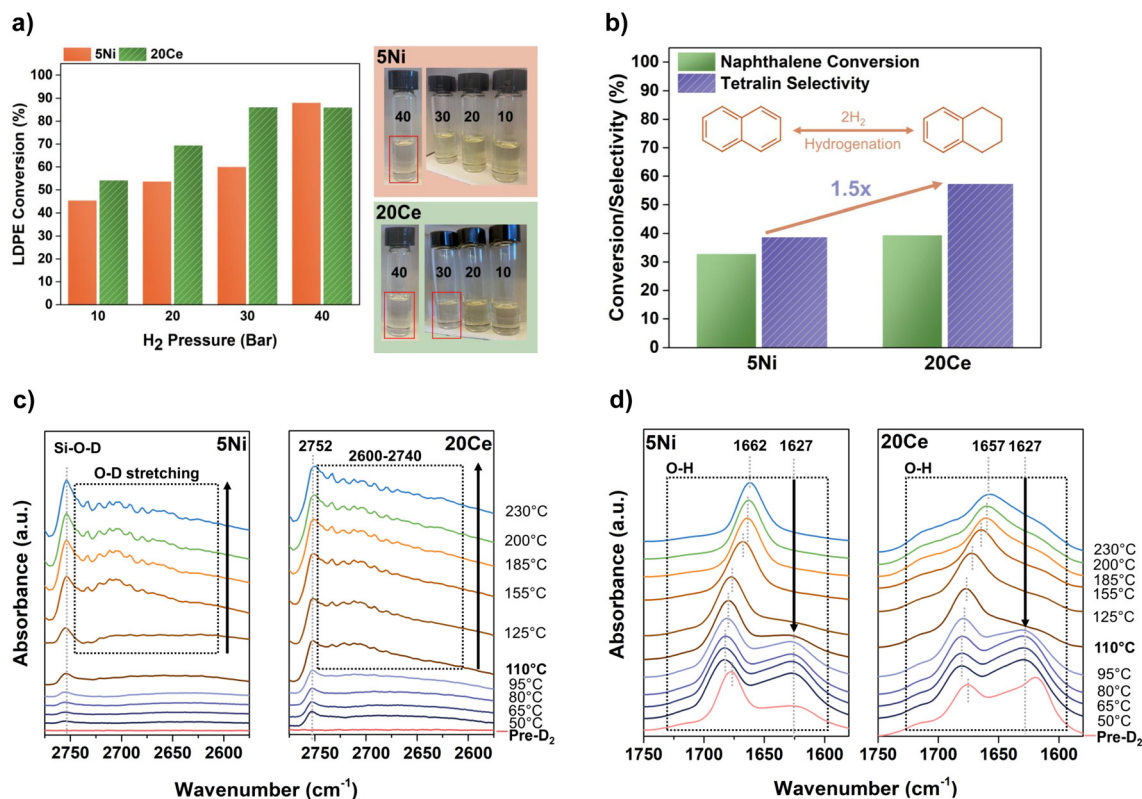 a)
5Ni 20Ce
LDPE Conversion (%)
100
90
80
70
60
50
40
30
20
10
0
10 20 30 40
H2 Pressure (Bar)
5Ni
40 30 20 10
20Ce
40 30 20 10
b)
Conversion/Selectivity (%)
100
90
80
70
60
50
40
30
20
10
0
Naphthalene Conversion
Tetralin Selectivity
2H2
Hydrogenation
1.5x
5Ni 20Ce
c)
Absorbance (a.u.)
Si-O-D 5Ni
O-D stretching
2750 2700 2650 2600
2752 20Ce
2600-2740
230°C
200°C
185°C
155°C
125°C
110°C
95°C
80°C
65°C
50°C
Pre-D2
2750 2700 2650 2600
Wavenumber (cm-1)
d)
Absorbance (a.u.)
5Ni 1662 1627
O-H
1700 1650 1600
20Ce 1657 1627
O-H
230°C
200°C
185°C
155°C
125°C
110°C
95°C
80°C
65°C
50°C
Pre-D2
1700 1650 1600
Wavenumber (cm-1)